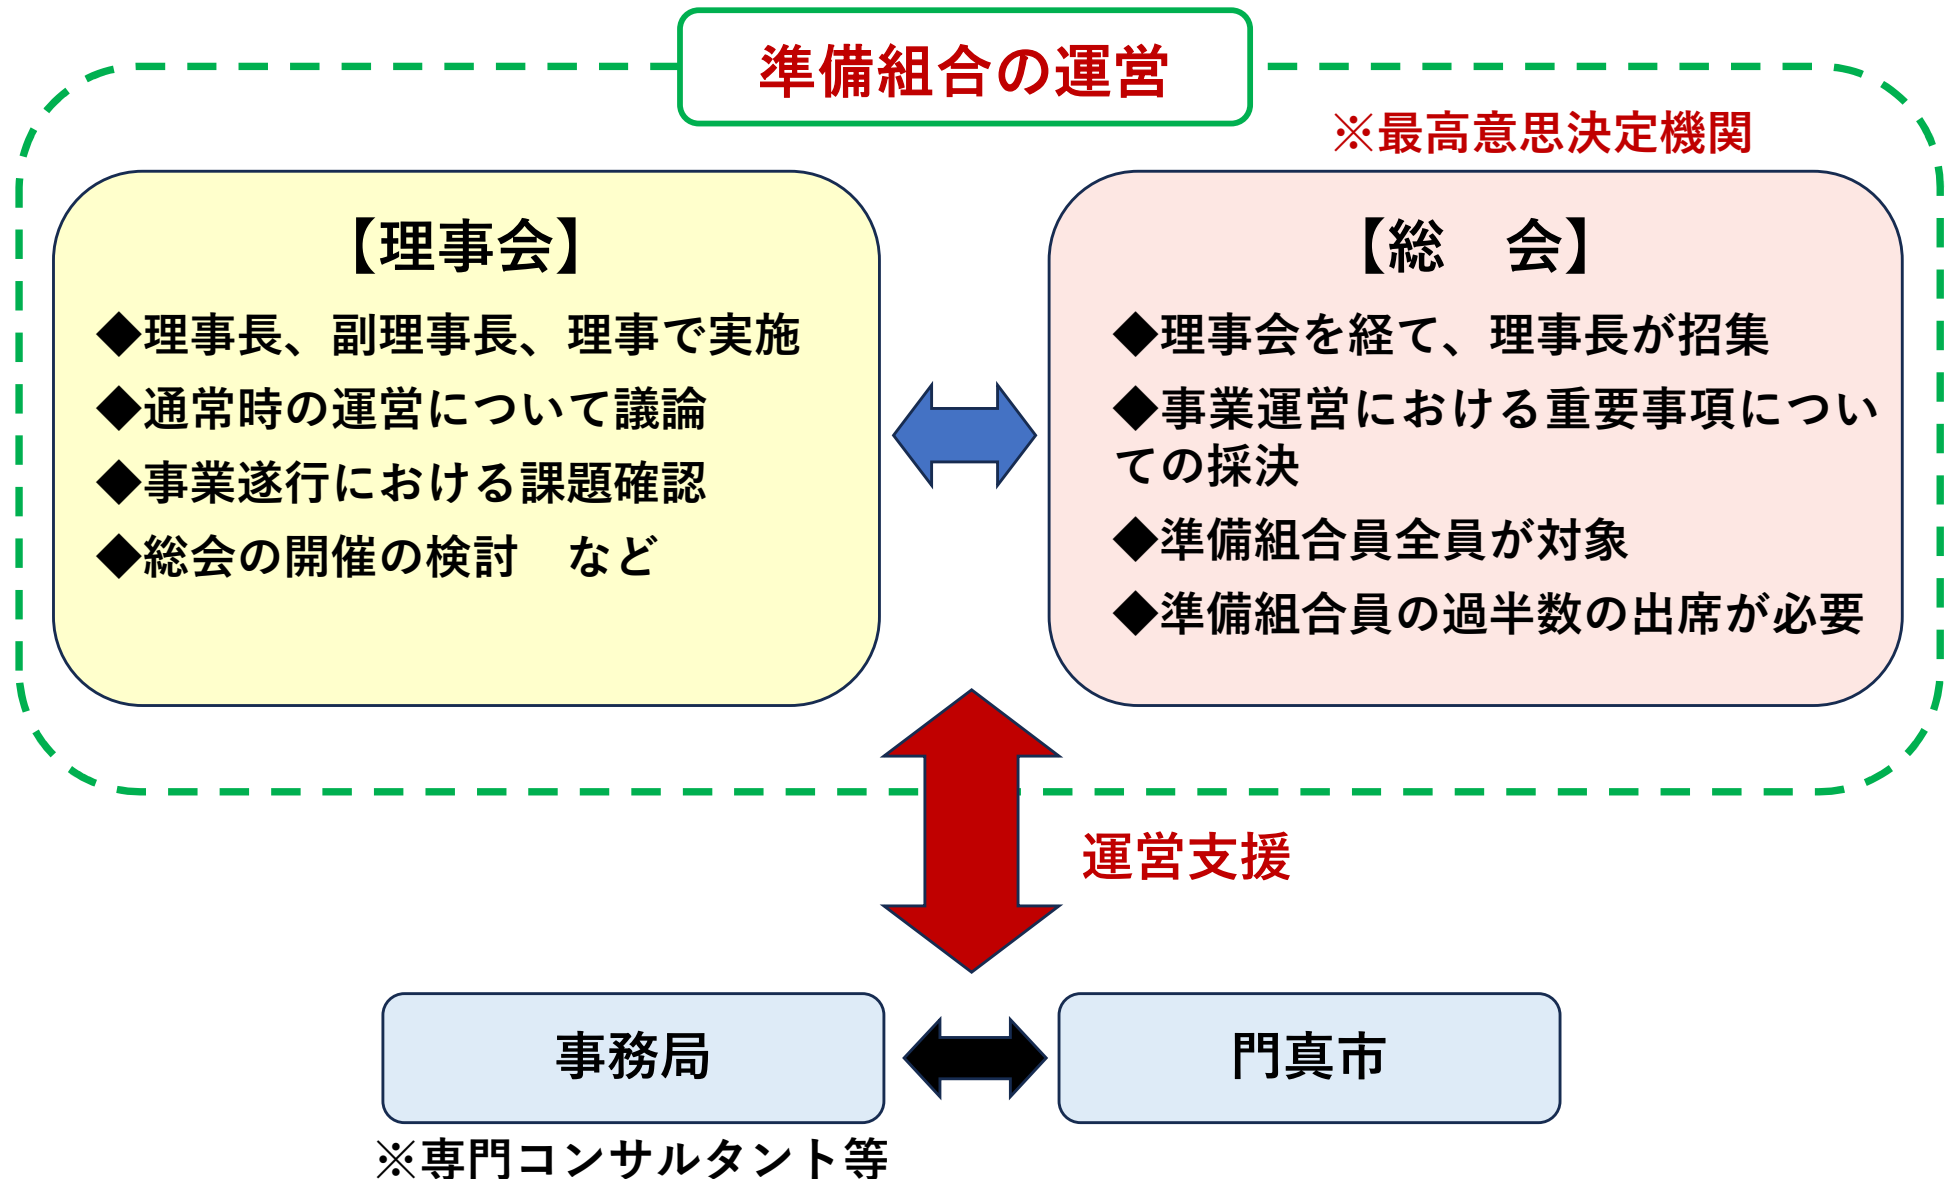 準備組合の運営
※最高意思決定機関
【理事会】
◆理事長、副理事長、理事で実施
◆通常時の運営について議論
◆事業遂行における課題確認
◆総会の開催の検討　など
【総　会】
◆理事会を経て、理事長が招集
◆事業運営における重要事項につい
ての採決
◆準備組合員全員が対象
◆準備組合員の過半数の出席が必要
運営支援
事務局
門真市
※専門コンサルタント等